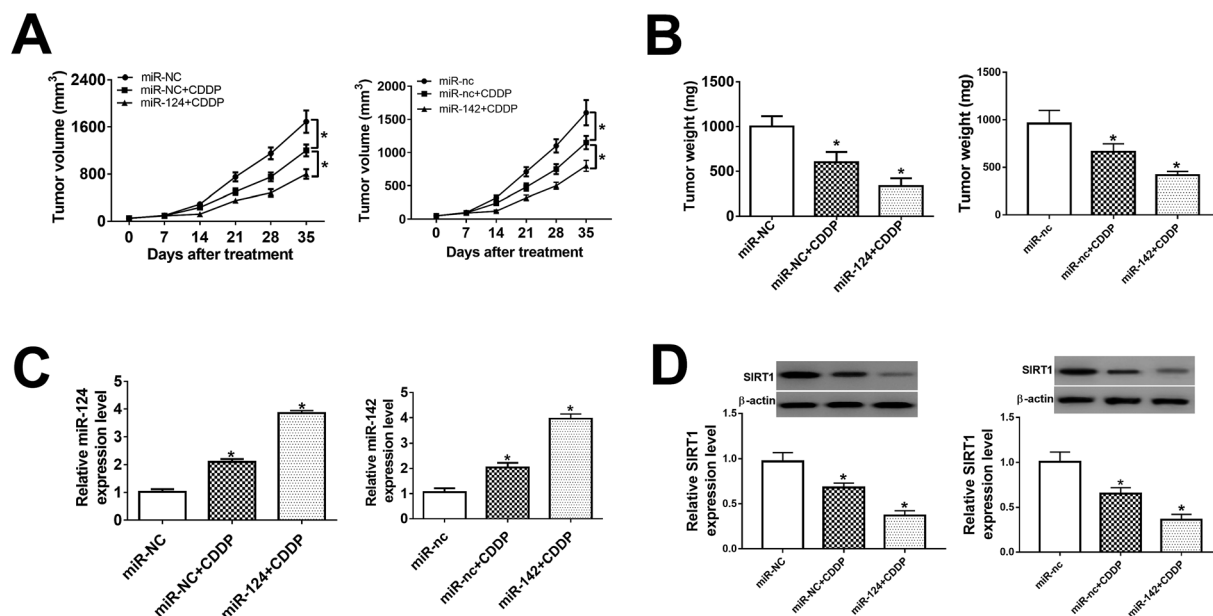 A
miR-NC
miR-NC+CDDP
miR-124+CDDP
Tumor volume (mm³)
2400
1800
1600
800
0
0 7 14 21 28 35
Days after treatment
*
*
miR-nc
miR-nc+CDDP
miR-142+CDDP
Tumor volume (mm³)
2000
1500
1000
500
0
0 7 14 21 28 35
Days after treatment
*
*
B
Tumor weight (mg)
1500
1000
500
0
*
*
miR-NC
miR-NC+CDDP
miR-124+CDDP
Tumor weight (mg)
1500
1000
500
0
*
*
miR-nc
miR-nc+CDDP
miR-142+CDDP
C
Relative miR-124
expression level
5
4
3
2
1
0
*
*
miR-NC
miR-NC+CDDP
miR-124+CDDP
Relative miR-142
expression level
5
4
3
2
1
0
*
*
miR-nc
miR-nc+CDDP
miR-142+CDDP
D
SIRT1
β-actin
Relative SIRT1
expression level
1.5
1.0
0.5
0.0
*
*
miR-NC
miR-NC+CDDP
miR-124+CDDP
SIRT1
β-actin
Relative SIRT1
expression level
1.5
1.0
0.5
0.0
*
*
miR-nc
miR-nc+CDDP
miR-142+CDDP